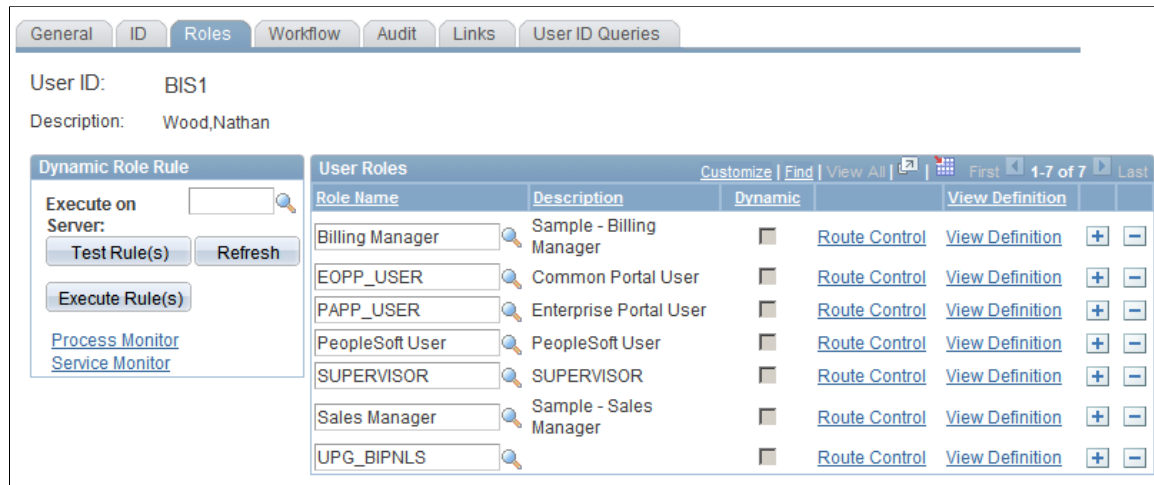 General ID Roles Workflow Audit Links User ID Queries
User ID: BIS1
Description: Wood,Nathan
Dynamic Role Rule
Execute on
Server:
Test Rule(s) Refresh
Execute Rule(s)
Process Monitor
Service Monitor
User Roles Customize | Find | View All | | First 1-7 of 7 Last
Role Name Description Dynamic View Definition
Billing Manager Sample - Billing
Manager Route Control View Definition
EOPP_USER Common Portal User Route Control View Definition
PAPP_USER Enterprise Portal User Route Control View Definition
PeopleSoft User PeopleSoft User Route Control View Definition
SUPERVISOR SUPERVISOR Route Control View Definition
Sales Manager Sample - Sales
Manager Route Control View Definition
UPG_BIPNLS Route Control View Definition